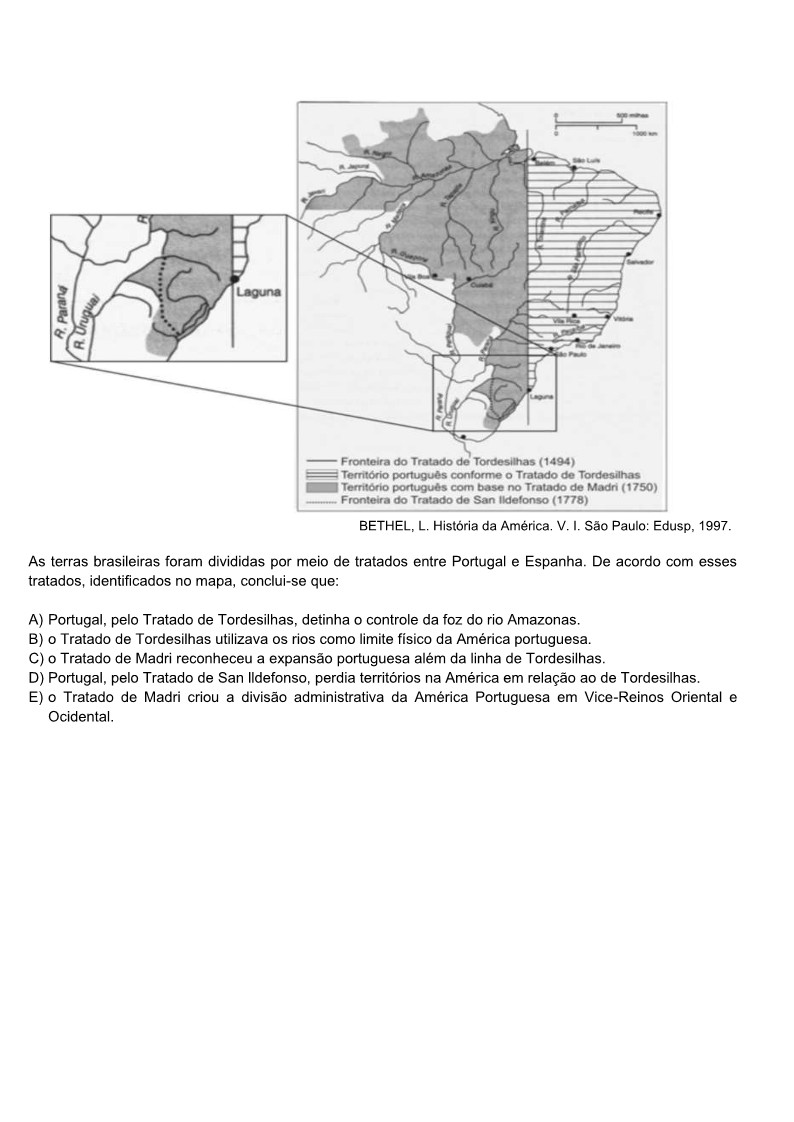 0 500 milhas
0 1000 km
R. Negro
R. Japurá
R. Javari
R. Amazonas
R. Madeira
R. Tapajós
R. Xingu
R. Tocantins
R. Parnaíba
R. São Francisco
R. Guaporé
Belém
São Luís
Recife
Salvador
Vila Bela
Cuiabá
Vila Rica
Vitória
Rio de Janeiro
São Paulo
R. Paraguai
R. Paraná
R. Paraná
R. Uruguai
Laguna
R
R. Paraná
R. Uruguai
Laguna
Fronteira do Tratado de Tordesilhas (1494)
Território português conforme o Tratado de Tordesilhas
Território português com base no Tratado de Madri (1750)
Fronteira do Tratado de San Ildefonso (1778)
BETHEL, L. História da América. V. I. São Paulo: Edusp, 1997.
As terras brasileiras foram divididas por meio de tratados entre Portugal e Espanha. De acordo com esses
tratados, identificados no mapa, conclui-se que:
A) Portugal, pelo Tratado de Tordesilhas, detinha o controle da foz do rio Amazonas.
B) o Tratado de Tordesilhas utilizava os rios como limite físico da América portuguesa.
C) o Tratado de Madri reconheceu a expansão portuguesa além da linha de Tordesilhas.
D) Portugal, pelo Tratado de San Ildefonso, perdia territórios na América em relação ao de Tordesilhas.
E) o Tratado de Madri criou a divisão administrativa da América Portuguesa em Vice-Reinos Oriental e
Ocidental.